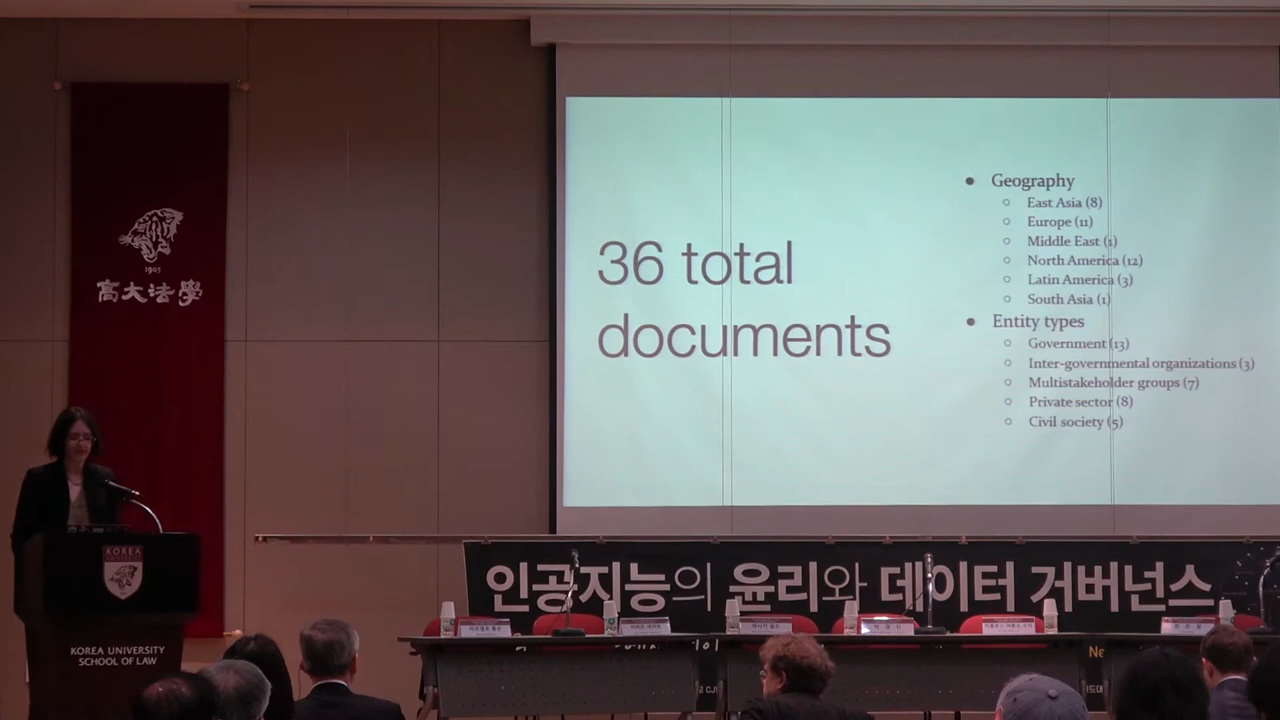 1905
高大法學
36 total
documents
● Geography
○ East Asia (8)
○ Europe (11)
○ Middle East (1)
○ North America (12)
○ Latin America (3)
○ South Asia (1)
● Entity types
○ Government (13)
○ Inter-governmental organizations (3)
○ Multistakeholder groups (7)
○ Private sector (8)
○ Civil society (5)
KOREA
UNIVERSITY
KOREA UNIVERSITY
SCHOOL OF LAW
인공지능의 윤리와 데이터 거버넌스
Ne